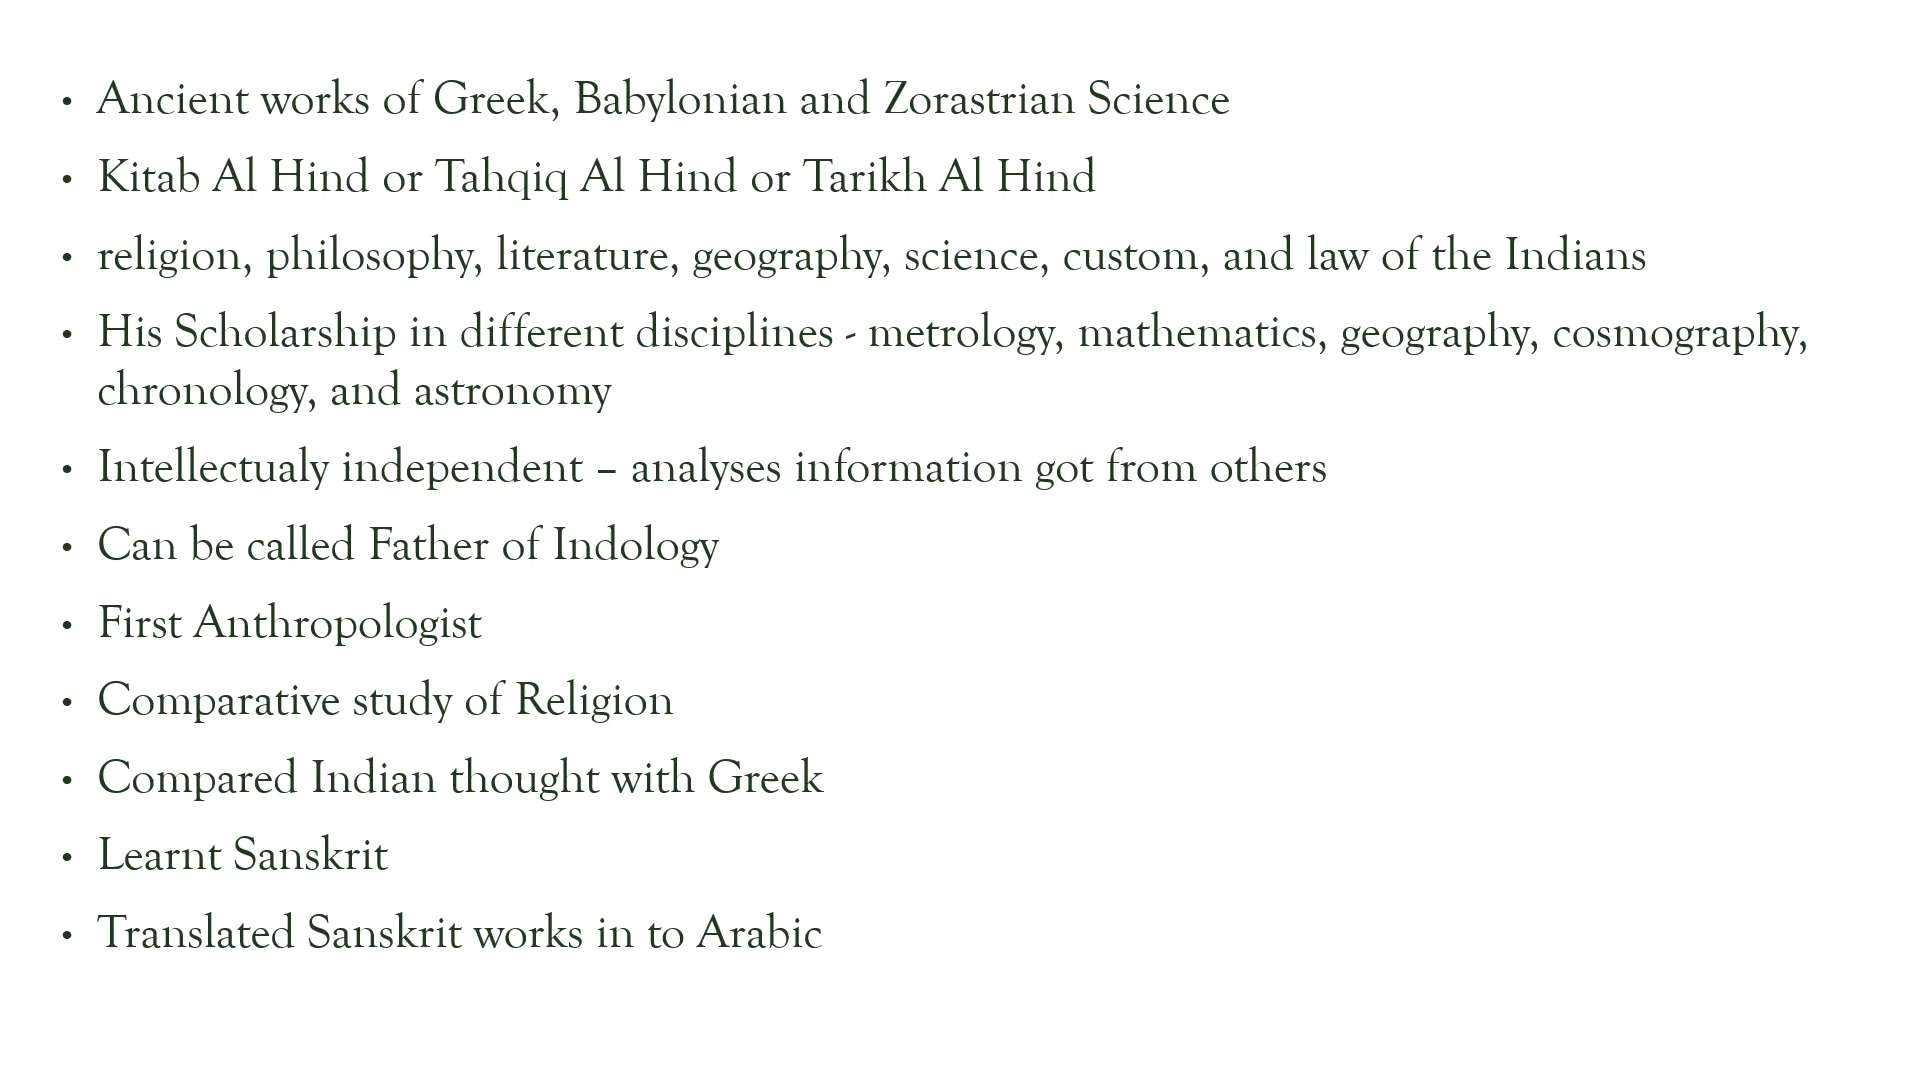 • Ancient works of Greek, Babylonian and Zorastrian Science
• Kitab Al Hind or Tahqiq Al Hind or Tarikh Al Hind
• religion, philosophy, literature, geography, science, custom, and law of the Indians
• His Scholarship in different disciplines - metrology, mathematics, geography, cosmography,
chronology, and astronomy
• Intellectualy independent – analyses information got from others
• Can be called Father of Indology
• First Anthropologist
• Comparative study of Religion
• Compared Indian thought with Greek
• Learnt Sanskrit
• Translated Sanskrit works in to Arabic